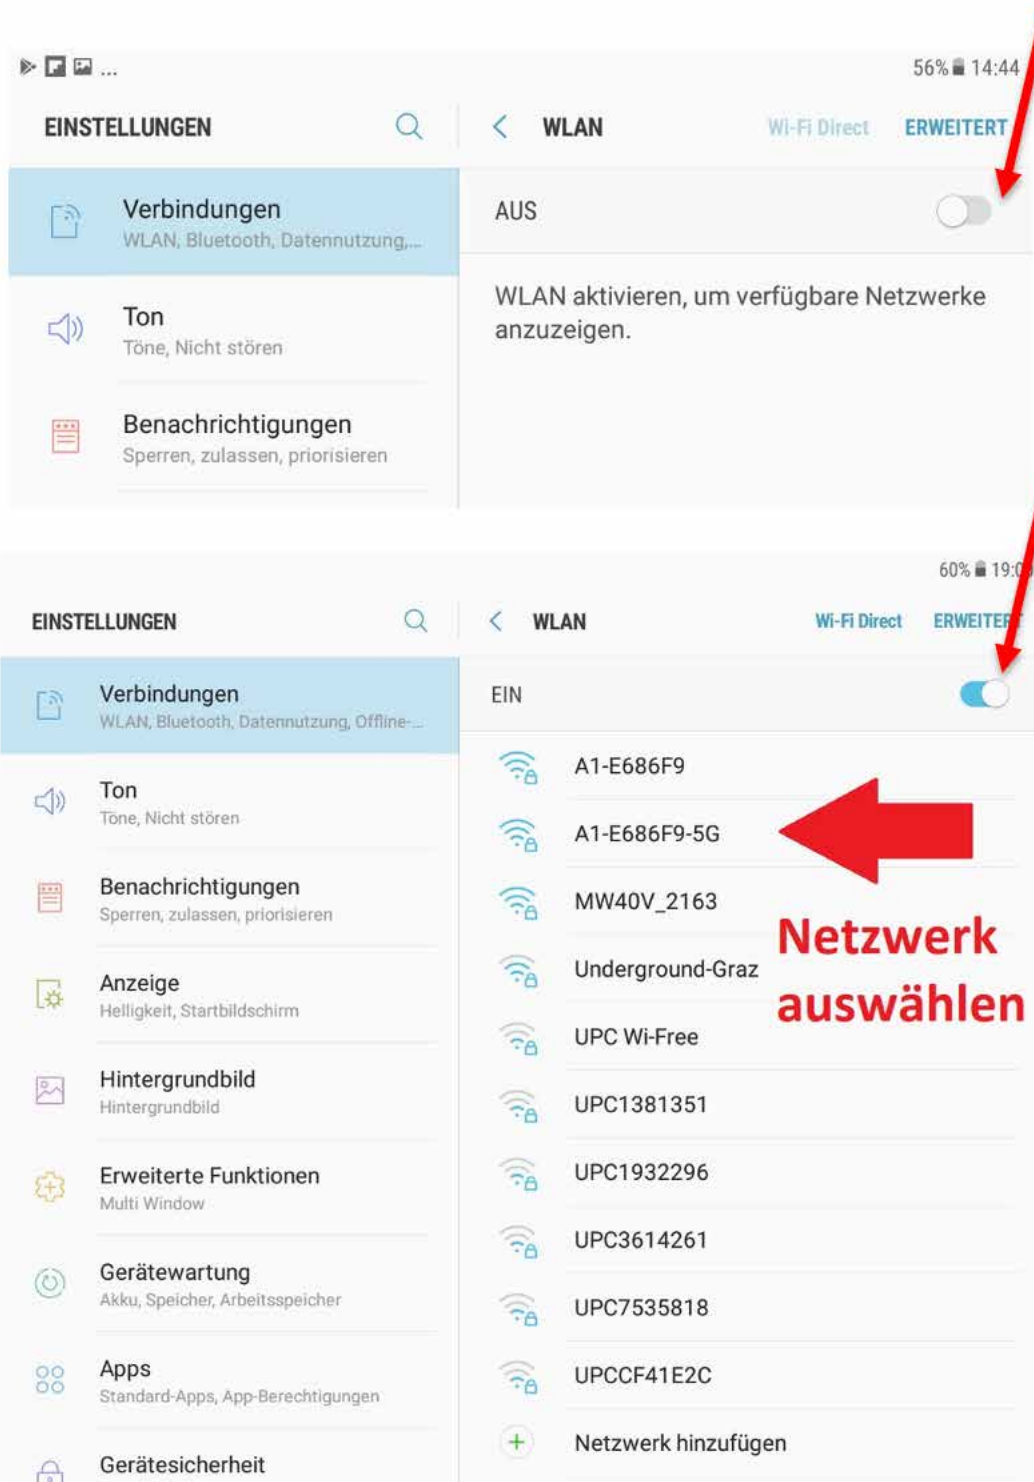 ...
56% 14:44
EINSTELLUNGEN
WLAN
Wi-Fi Direct
ERWEITERT
Verbindungen
WLAN, Bluetooth, Datennutzung,...
AUS
WLAN aktivieren, um verfügbare Netzwerke
anzuzeigen.
Ton
Töne, Nicht stören
Benachrichtigungen
Sperren, zulassen, priorisieren
60%
EINSTELLUNGEN
WLAN
Wi-Fi Direct
ERWEITERT
Verbindungen
WLAN, Bluetooth, Datennutzung, Offline-...
Ton
Töne, Nicht stören
Benachrichtigungen
Sperren, zulassen, priorisieren
Anzeige
Helligkeit, Startbildschirm
Hintergrundbild
Hintergrundbild
Erweiterte Funktionen
Multi Window
Gerätewartung
Akku, Speicher, Arbeitsspeicher
Apps
Standard-Apps, App-Berechtigungen
Gerätesicherheit
EIN
A1-E686F9
A1-E686F9-5G
MW40V_2163
Underground-Graz
UPC Wi-Free
UPC1381351
UPC1932296
UPC3614261
UPC7535818
UPCCF41E2C
Netzwerk hinzufügen
Netzwerk
auswählen